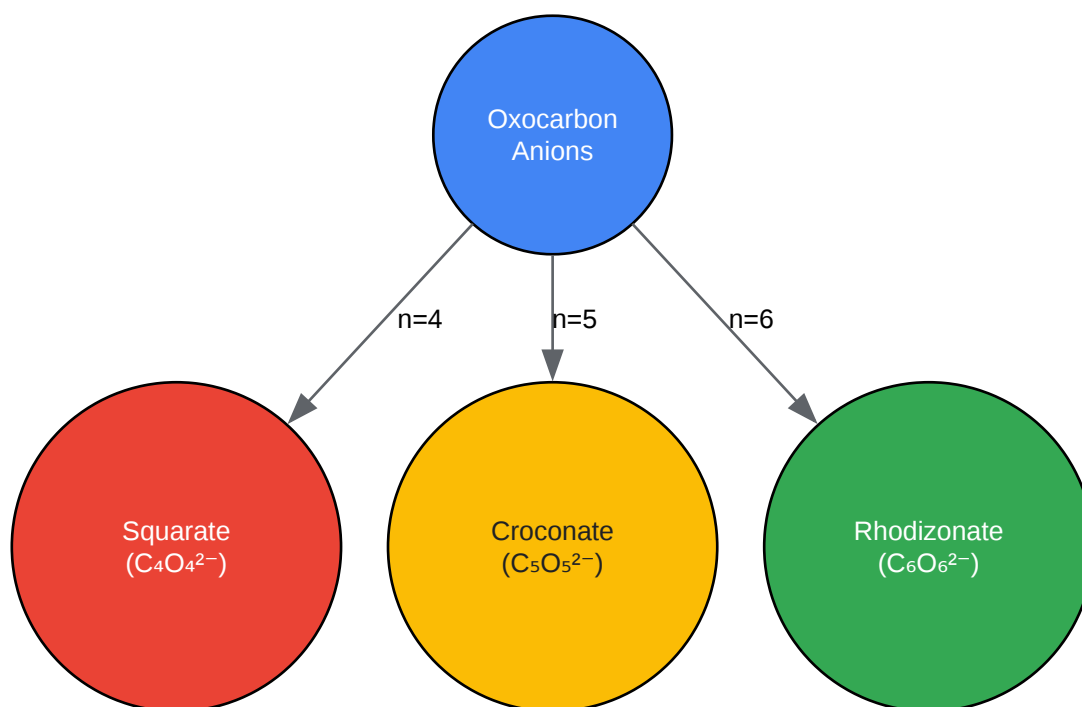 Oxocarbon
Anions
n=4
n=5
n=6
Squarate
(C₄O₄²⁻)
Croconate
(C₅O₅²⁻)
Rhodizonate
(C₆O₆²⁻)